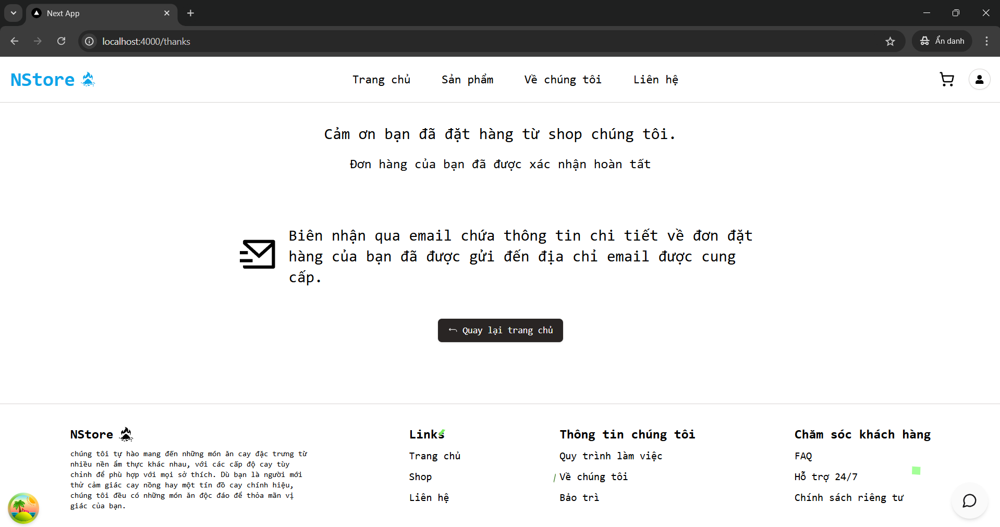 Next App
localhost:4000/thanks
Ẩn danh
NStore
Trang chủ
Sản phẩm
Về chúng tôi
Liên hệ
Cảm ơn bạn đã đặt hàng từ shop chúng tôi.
Đơn hàng của bạn đã được xác nhận hoàn tất
Biên nhận qua email chứa thông tin chi tiết về đơn đặt
hàng của bạn đã được gửi đến địa chỉ email được cung
cấp.
Quay lại trang chủ
NStore
chúng tôi tự hào mang đến những món ăn cay đặc trưng từ
nhiều nền ẩm thực khác nhau, với các cấp độ cay tùy
chỉnh để phù hợp với mọi sở thích. Dù bạn là người mới
thử cảm giác cay nồng hay một tín đồ cay chính hiệu,
chúng tôi đều có những món ăn độc đáo để thỏa mãn vị
giác của bạn.
Links
Trang chủ
Shop
Liên hệ
Thông tin chúng tôi
Quy trình làm việc
Về chúng tôi
Bảo trì
Chăm sóc khách hàng
FAQ
Hỗ trợ 24/7
Chính sách riêng tư